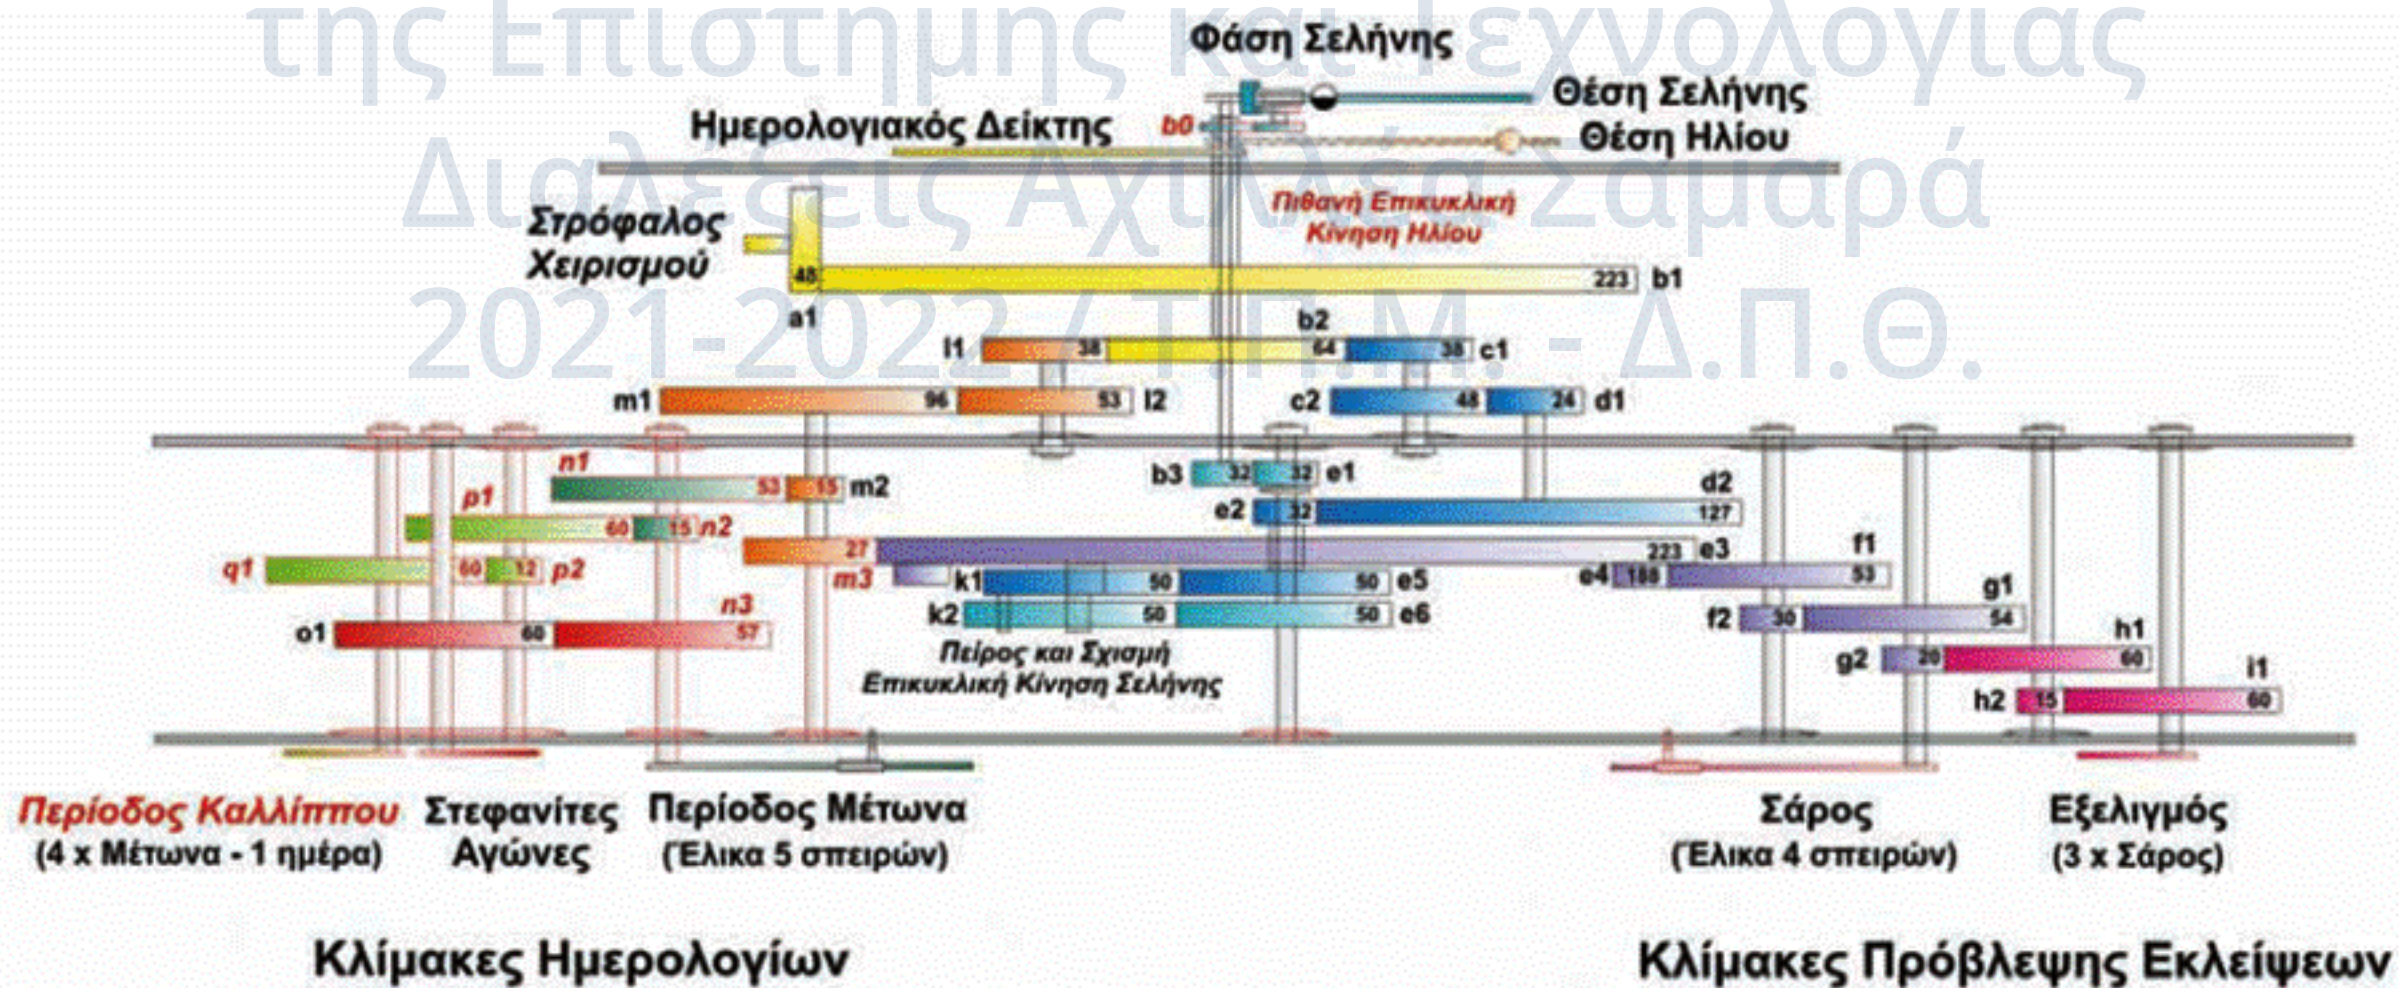 της Επιστήμης και Τεχνολογίας
Διαλέξεις Αχιλλέα Σαμαρά
2021-2022 / Τ.Π.Μ. - Δ.Π.Θ.
Φάση Σελήνης
Θέση Σελήνης
Ημερολογιακός Δείκτης b0 Θέση Ηλίου
Στρόφαλος
Χειρισμού
Πιθανή Επικυκλική
Κίνηση Ηλίου
48 223 b1
a1
b2
l1 38 64 38 c1
m1 96 53 l2 c2 48 24 d1
n1 53 15 m2 b3 32 32 e1
d2
p1 60 15 n2 e2 32 127
q1 60 12 p2 27 m3 223 e3 f1
k1 50 50 e5 e4 188 53
k2 50 50 e6 g1
f2 30 54
n3
o1 60 57
Πείρος και Σχισμή
Επικυκλική Κίνηση Σελήνης
h1
g2 20 60
i1
h2 15 60
Περίοδος Καλλίππου
(4 x Μέτωνα - 1 ημέρα)
Στεφανίτες
Αγώνες
Περίοδος Μέτωνα
(Έλικα 5 σπειρών)
Σάρος
(Έλικα 4 σπειρών)
Εξελιγμός
(3 x Σάρος)
Κλίμακες Ημερολογίων
Κλίμακες Πρόβλεψης Εκλείψεων